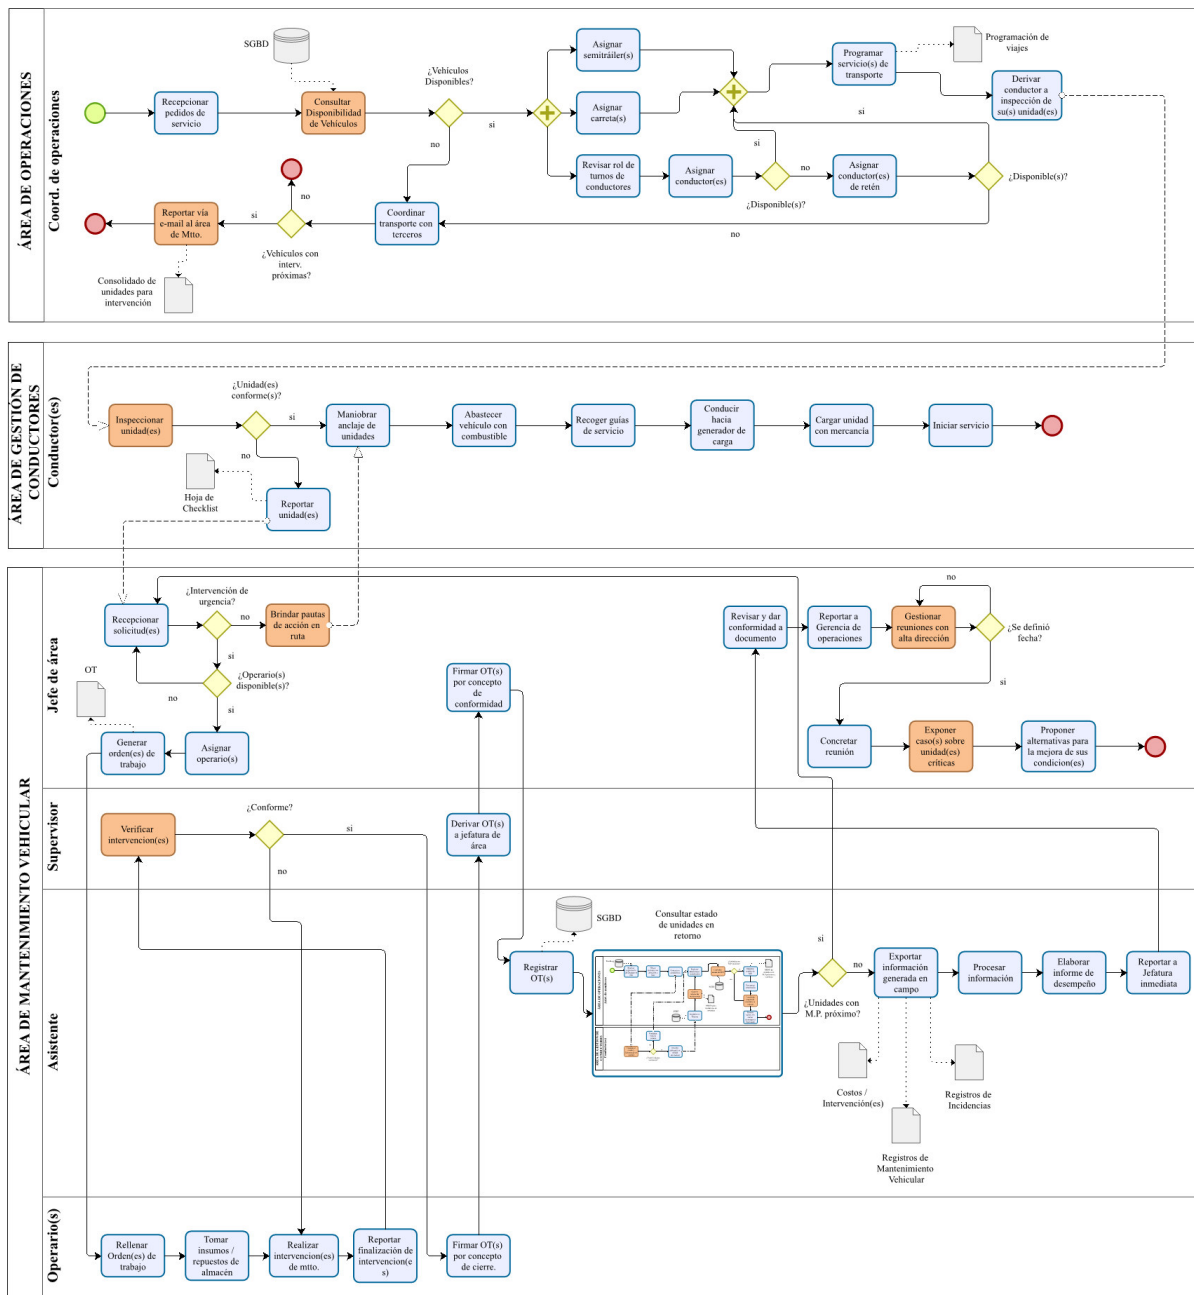 ÁREA DE OPERACIONES
Coord. de operaciones
SGBD
Recepcionar
pedidos de
servicio
Consultar
Disponibilidad
de Vehículos
¿Vehículos
Disponibles?
si
no
Asignar
semitráiler(s)
Asignar
carreta(s)
Revisar rol de
turnos de
conductores
Asignar
conductor(es)
si
no
¿Disponible(s)?
Asignar
conductor(es)
de retén
si
¿Disponible(s)?
no
Programar
servicio(s) de
transporte
Programación de
viajes
Derivar
conductor a
inspección de
su(s) unidad(es)
Coordinar
transporte con
terceros
no
si
¿Vehículos con
interv.
próximas?
Reportar vía
e-mail al área
de Mtto.
Consolidado de
unidades para
intervención
ÁREA DE GESTIÓN DE
CONDUCTORES
Conductor(es)
Inspeccionar
unidad(es)
¿Unidad(es)
conforme(s)?
si
no
Maniobrar
anclaje de
unidades
Abastecer
vehículo con
combustible
Recoger guías
de servicio
Conducir
hacia
generador de
carga
Cargar unidad
con mercancía
Iniciar servicio
Hoja de
Checklist
Reportar
unidad(es)
ÁREA DE MANTENIMIENTO VEHICULAR
Jefe de área
Recepcionar
solicitud(es)
¿Intervención de
urgencia?
no
si
Brindar pautas
de acción en
ruta
¿Operario(s)
disponible(s)?
no
si
OT
Generar
orden(es) de
trabajo
Asignar
operario(s)
Firmar OT(s)
por concepto
de
conformidad
Revisar y dar
conformidad a
documento
Reportar a
Gerencia de
operaciones
Gestionar
reuniones con
alta dirección
no
¿Se definió
fecha?
si
Concretar
reunión
Exponer
caso(s) sobre
unidad(es)
críticas
Proponer
alternativas para
la mejora de sus
condicion(es)
Supervisor
Verificar
intervencion(es)
¿Conforme?
si
no
Derivar OT(s)
a jefatura de
área
Asistente
Registrar
OT(s)
SGBD
Consultar estado
de unidades en
retorno
si
no
¿Unidades con
M.P. próximo?
Exportar
información
generada en
campo
Procesar
información
Elaborar
informe de
desempeño
Reportar a
Jefatura
inmediata
Costos /
Intervención(es)
Registros de
Mantenimiento
Vehicular
Registros de
Incidencias
Operario(s)
Rellenar
Orden(es) de
trabajo
Tomar
insumos /
repuestos de
almacén
Realizar
intervencion(es)
de mtto.
Reportar
finalización de
intervencion(e
s)
Firmar OT(s)
por concepto
de cierre.